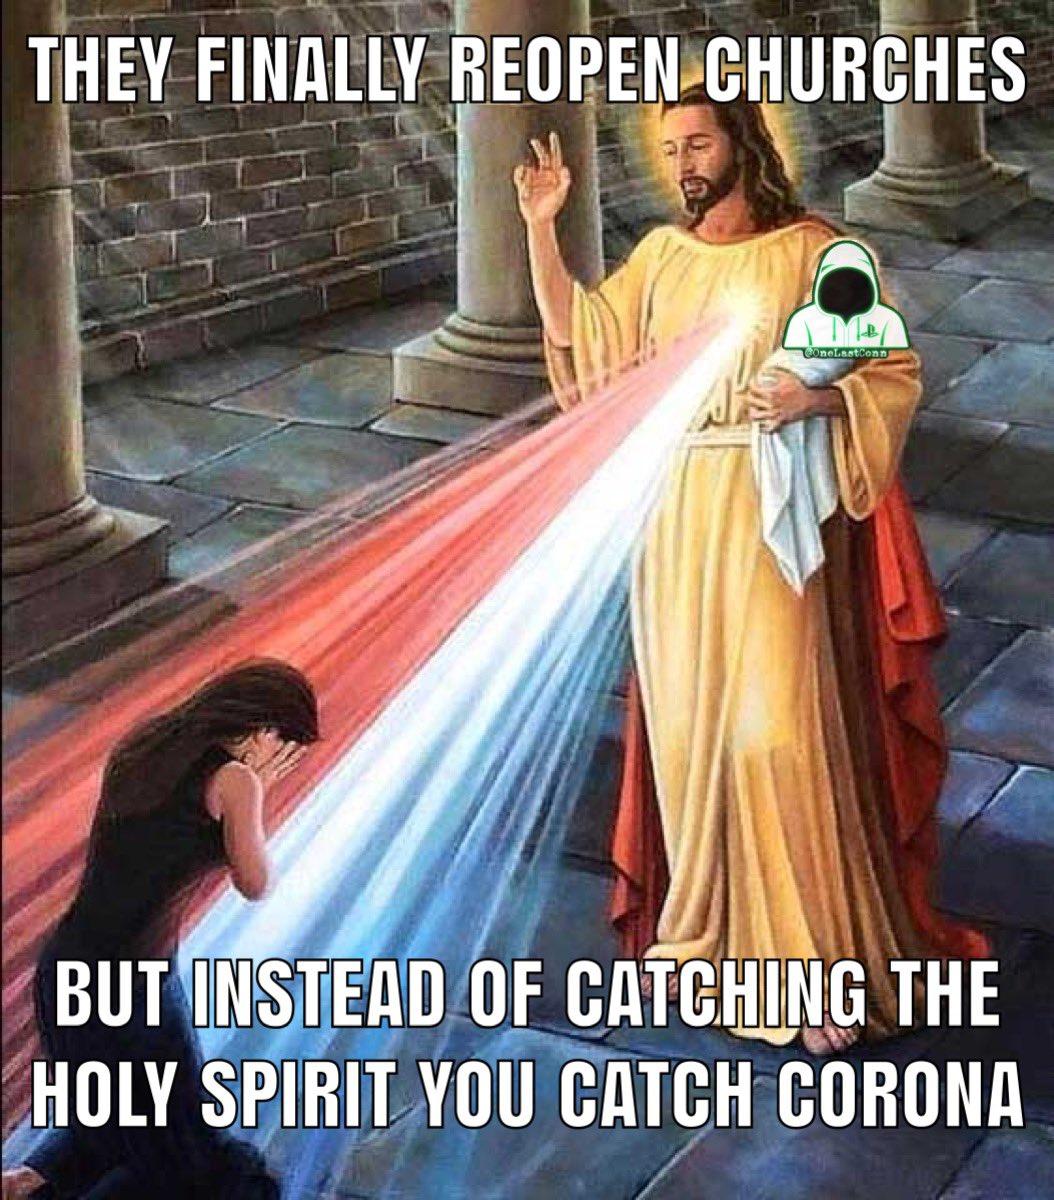 THEY FINALLY REOPEN CHURCHES
@OneLastConn
BUT INSTEAD OF CATCHING THE
HOLY SPIRIT YOU CATCH CORONA